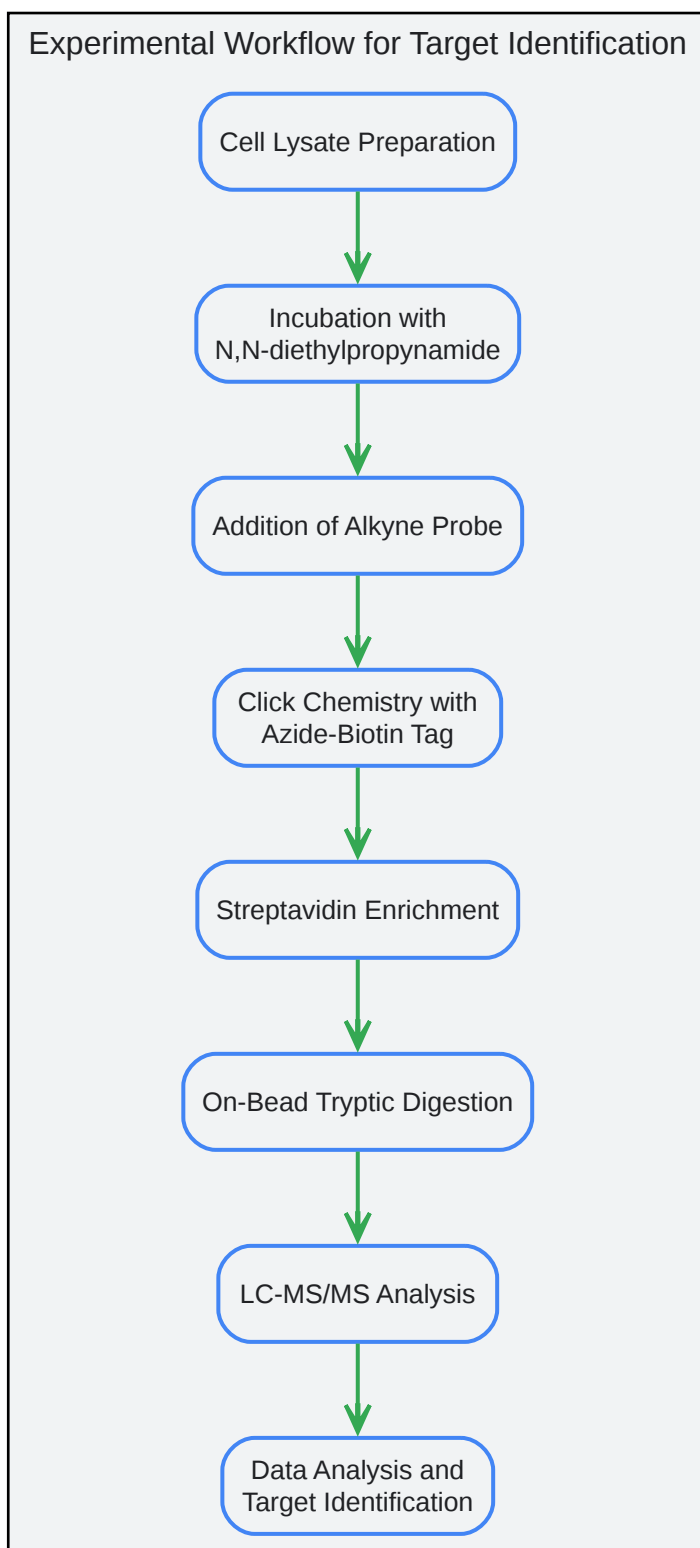 Experimental Workflow for Target Identification
Cell Lysate Preparation
Incubation with
N,N-diethylpropynamide
Addition of Alkyne Probe
Click Chemistry with
Azide-Biotin Tag
Streptavidin Enrichment
On-Bead Tryptic Digestion
LC-MS/MS Analysis
Data Analysis and
Target Identification